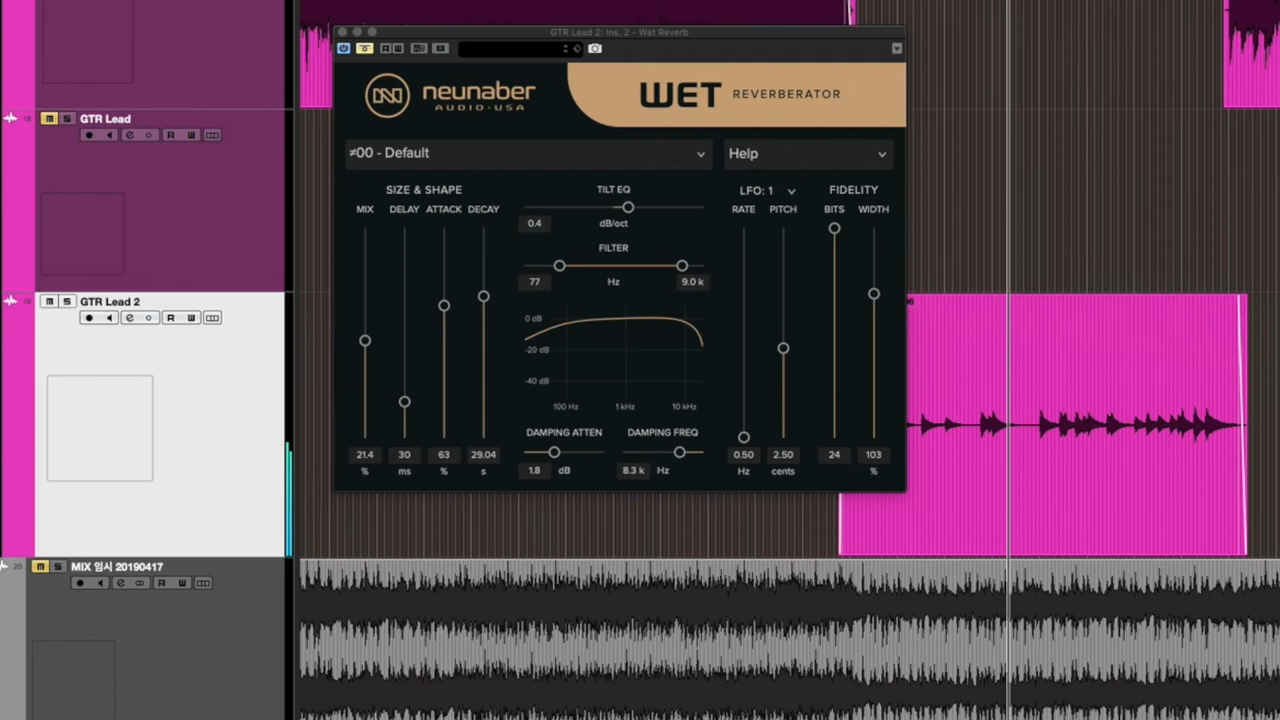 GTR Lead 2: Ins. 2 - Wet Reverb
R
neunaber
AUDIO·USA
WET REVERBERATOR
≠00 - Default
Help
SIZE & SHAPE
MIX DELAY ATTACK DECAY
21.4 30 63 29.04
% ms % s
TILT EQ
0.4 dB/oct
FILTER
77 Hz 9.0 k
0 dB
-20 dB
-40 dB
100 Hz 1 kHz 10 kHz
DAMPING ATTEN DAMPING FREQ
1.8 dB 8.3 k Hz
LFO: 1 FIDELITY
RATE PITCH BITS WIDTH
0.50 2.50 24 103
Hz cents %
18 M S GTR Lead
R W
19 M S GTR Lead 2
R W
20 M S MIX 임시 20190417
R W